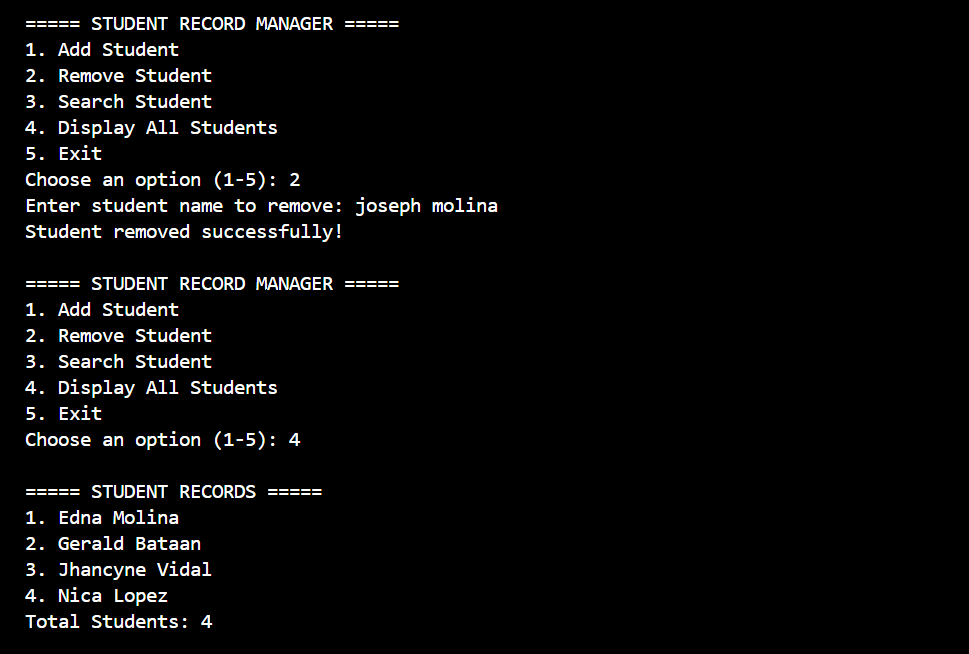 ===== STUDENT RECORD MANAGER =====
1. Add Student
2. Remove Student
3. Search Student
4. Display All Students
5. Exit
Choose an option (1-5): 2
Enter student name to remove: joseph molina
Student removed successfully!

===== STUDENT RECORD MANAGER =====
1. Add Student
2. Remove Student
3. Search Student
4. Display All Students
5. Exit
Choose an option (1-5): 4

===== STUDENT RECORDS =====
1. Edna Molina
2. Gerald Bataan
3. Jhancyne Vidal
4. Nica Lopez
Total Students: 4